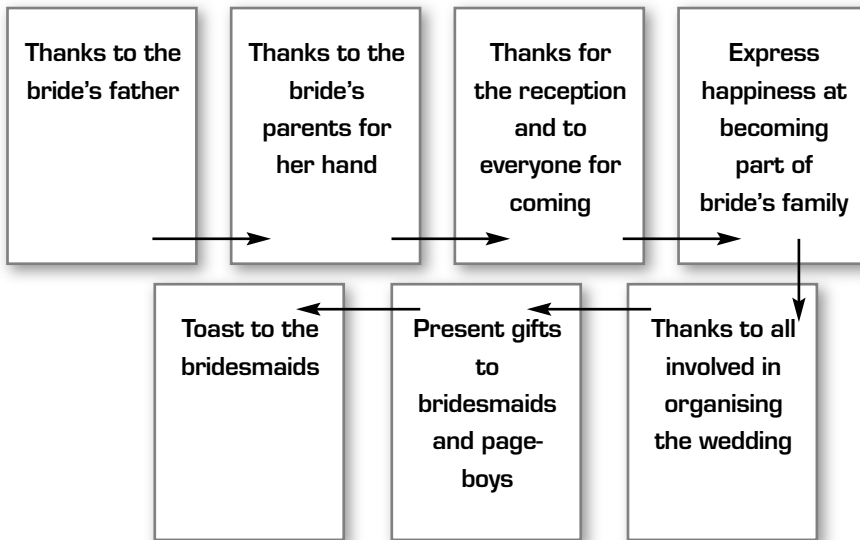 Thanks to the
bride's father
Thanks to the
bride's
parents for
her hand
Thanks for
the reception
and to
everyone for
coming
Express
happiness at
becoming
part of
bride's family
Thanks to all
involved in
organising
the wedding
Present gifts
to
bridesmaids
and page-
boys
Toast to the
bridesmaids